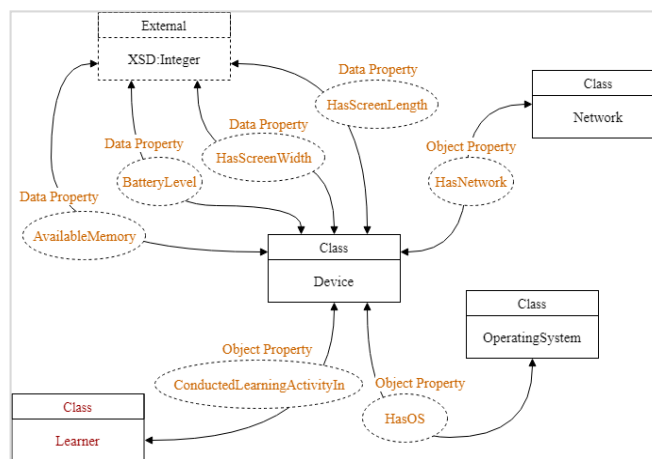 External
XSD:Integer
Data Property
HasScreenLength
Class
Network
Data Property
HasScreenWidth
Data Property
BatteryLevel
Object Property
HasNetwork
Data Property
AvailableMemory
Class
Device
Class
OperatingSystem
Object Property
ConductedLearningActivityIn
Object Property
HasOS
Class
Learner